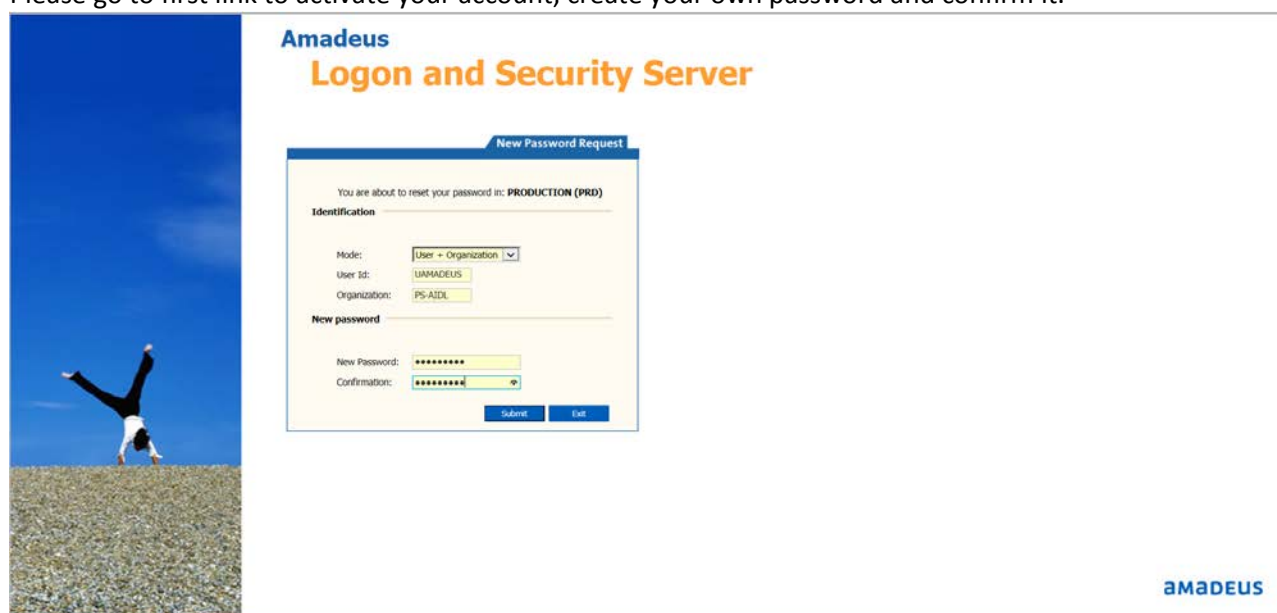 Please go to first link to activate your account, create your own password and confirm it.
Amadeus
Logon and Security Server
New Password Request
You are about to reset your password in: PRODUCTION (PRD)
Identification
Mode: User + Organization
User Id: UAMADEUS
Organization: PS-AIDL
New password
New Password: •••••••••
Confirmation: •••••••••
Submit Exit
amadeus